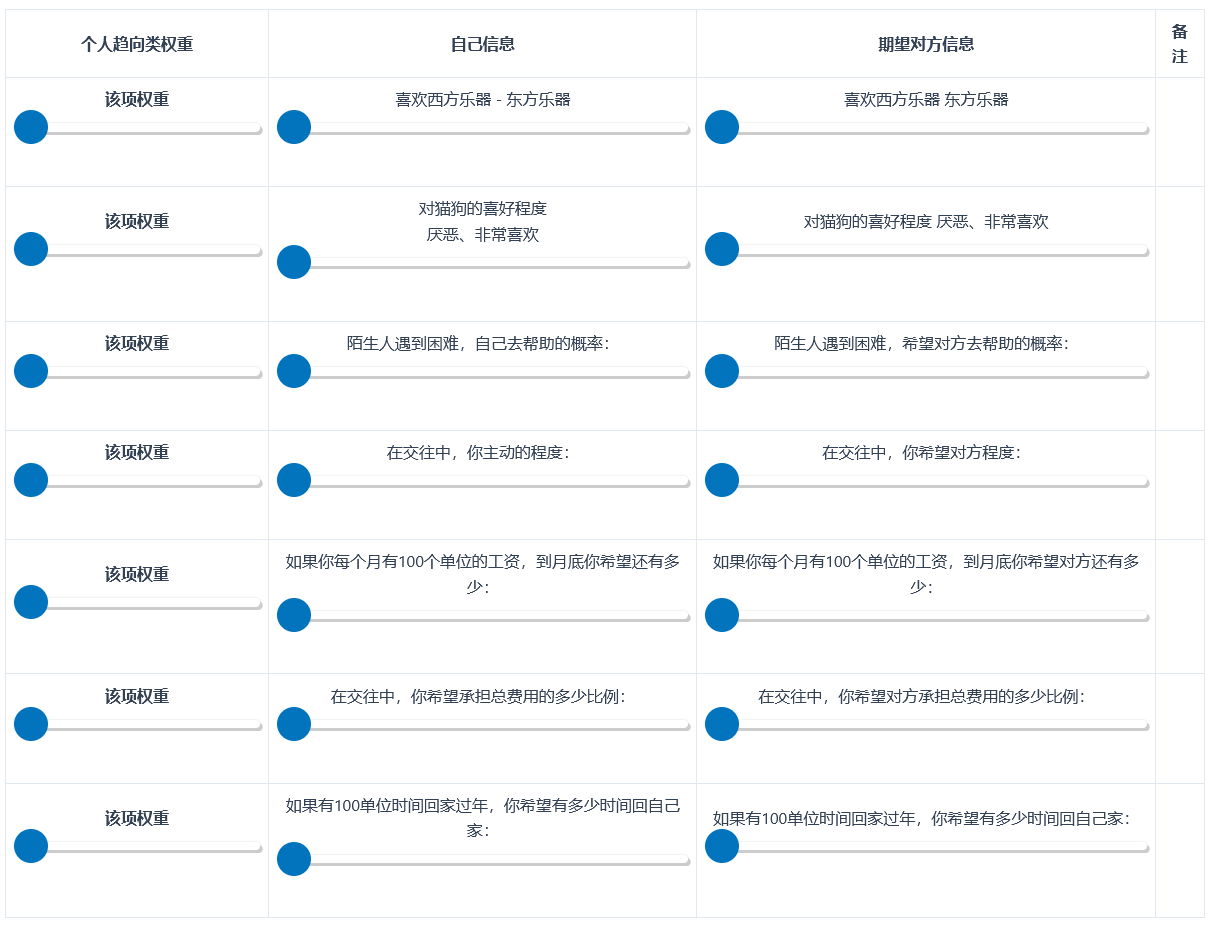 个人趋向类权重
自己信息
期望对方信息
备
注
该项权重
喜欢西方乐器 - 东方乐器
喜欢西方乐器 东方乐器
该项权重
对猫狗的喜好程度
厌恶、非常喜欢
对猫狗的喜好程度 厌恶、非常喜欢
该项权重
陌生人遇到困难，自己去帮助的概率：
陌生人遇到困难，希望对方去帮助的概率：
该项权重
在交往中，你主动的程度：
在交往中，你希望对方程度：
该项权重
如果你每个月有100个单位的工资，到月底你希望还有多
少：
如果你每个月有100个单位的工资，到月底你希望对方还有多
少：
该项权重
在交往中，你希望承担总费用的多少比例：
在交往中，你希望对方承担总费用的多少比例：
该项权重
如果有100单位时间回家过年，你希望有多少时间回自己
家：
如果有100单位时间回家过年，你希望有多少时间回自己家：